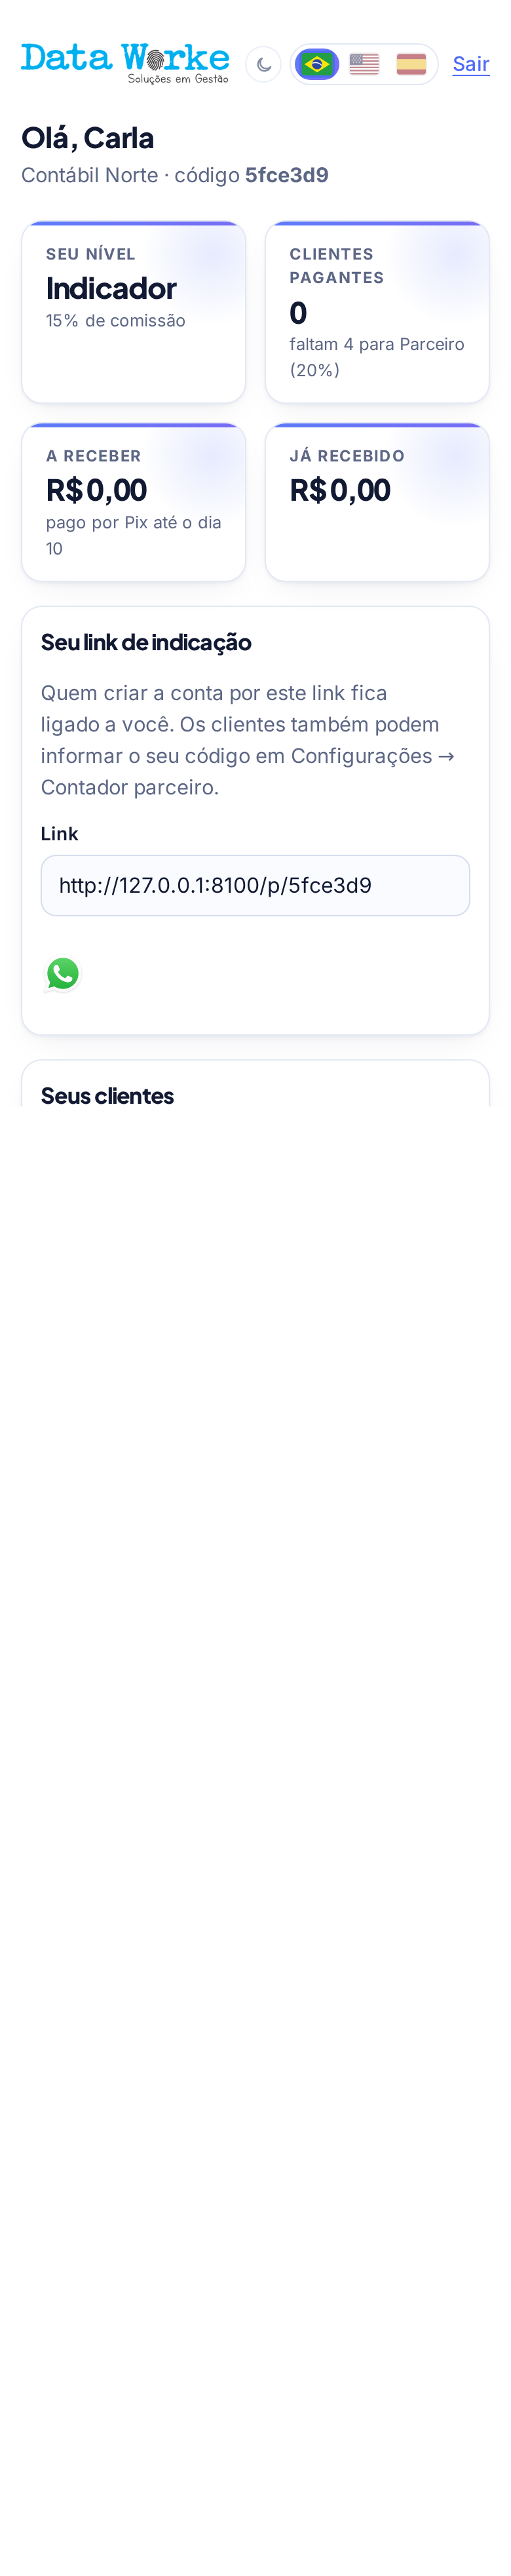 Data Worke
Soluções em Gestão
Sair
Olá, Carla
Contábil Norte · código 5fce3d9
SEU NÍVEL
Indicador
15% de comissão
CLIENTES
PAGANTES
0
faltam 4 para Parceiro
(20%)
A RECEBER
R$ 0,00
pago por Pix até o dia
10
JÁ RECEBIDO
R$ 0,00
Seu link de indicação
Quem criar a conta por este link fica
ligado a você. Os clientes também podem
informar o seu código em Configurações →
Contador parceiro.
Link
http://127.0.0.1:8100/p/5fce3d9
Seus clientes